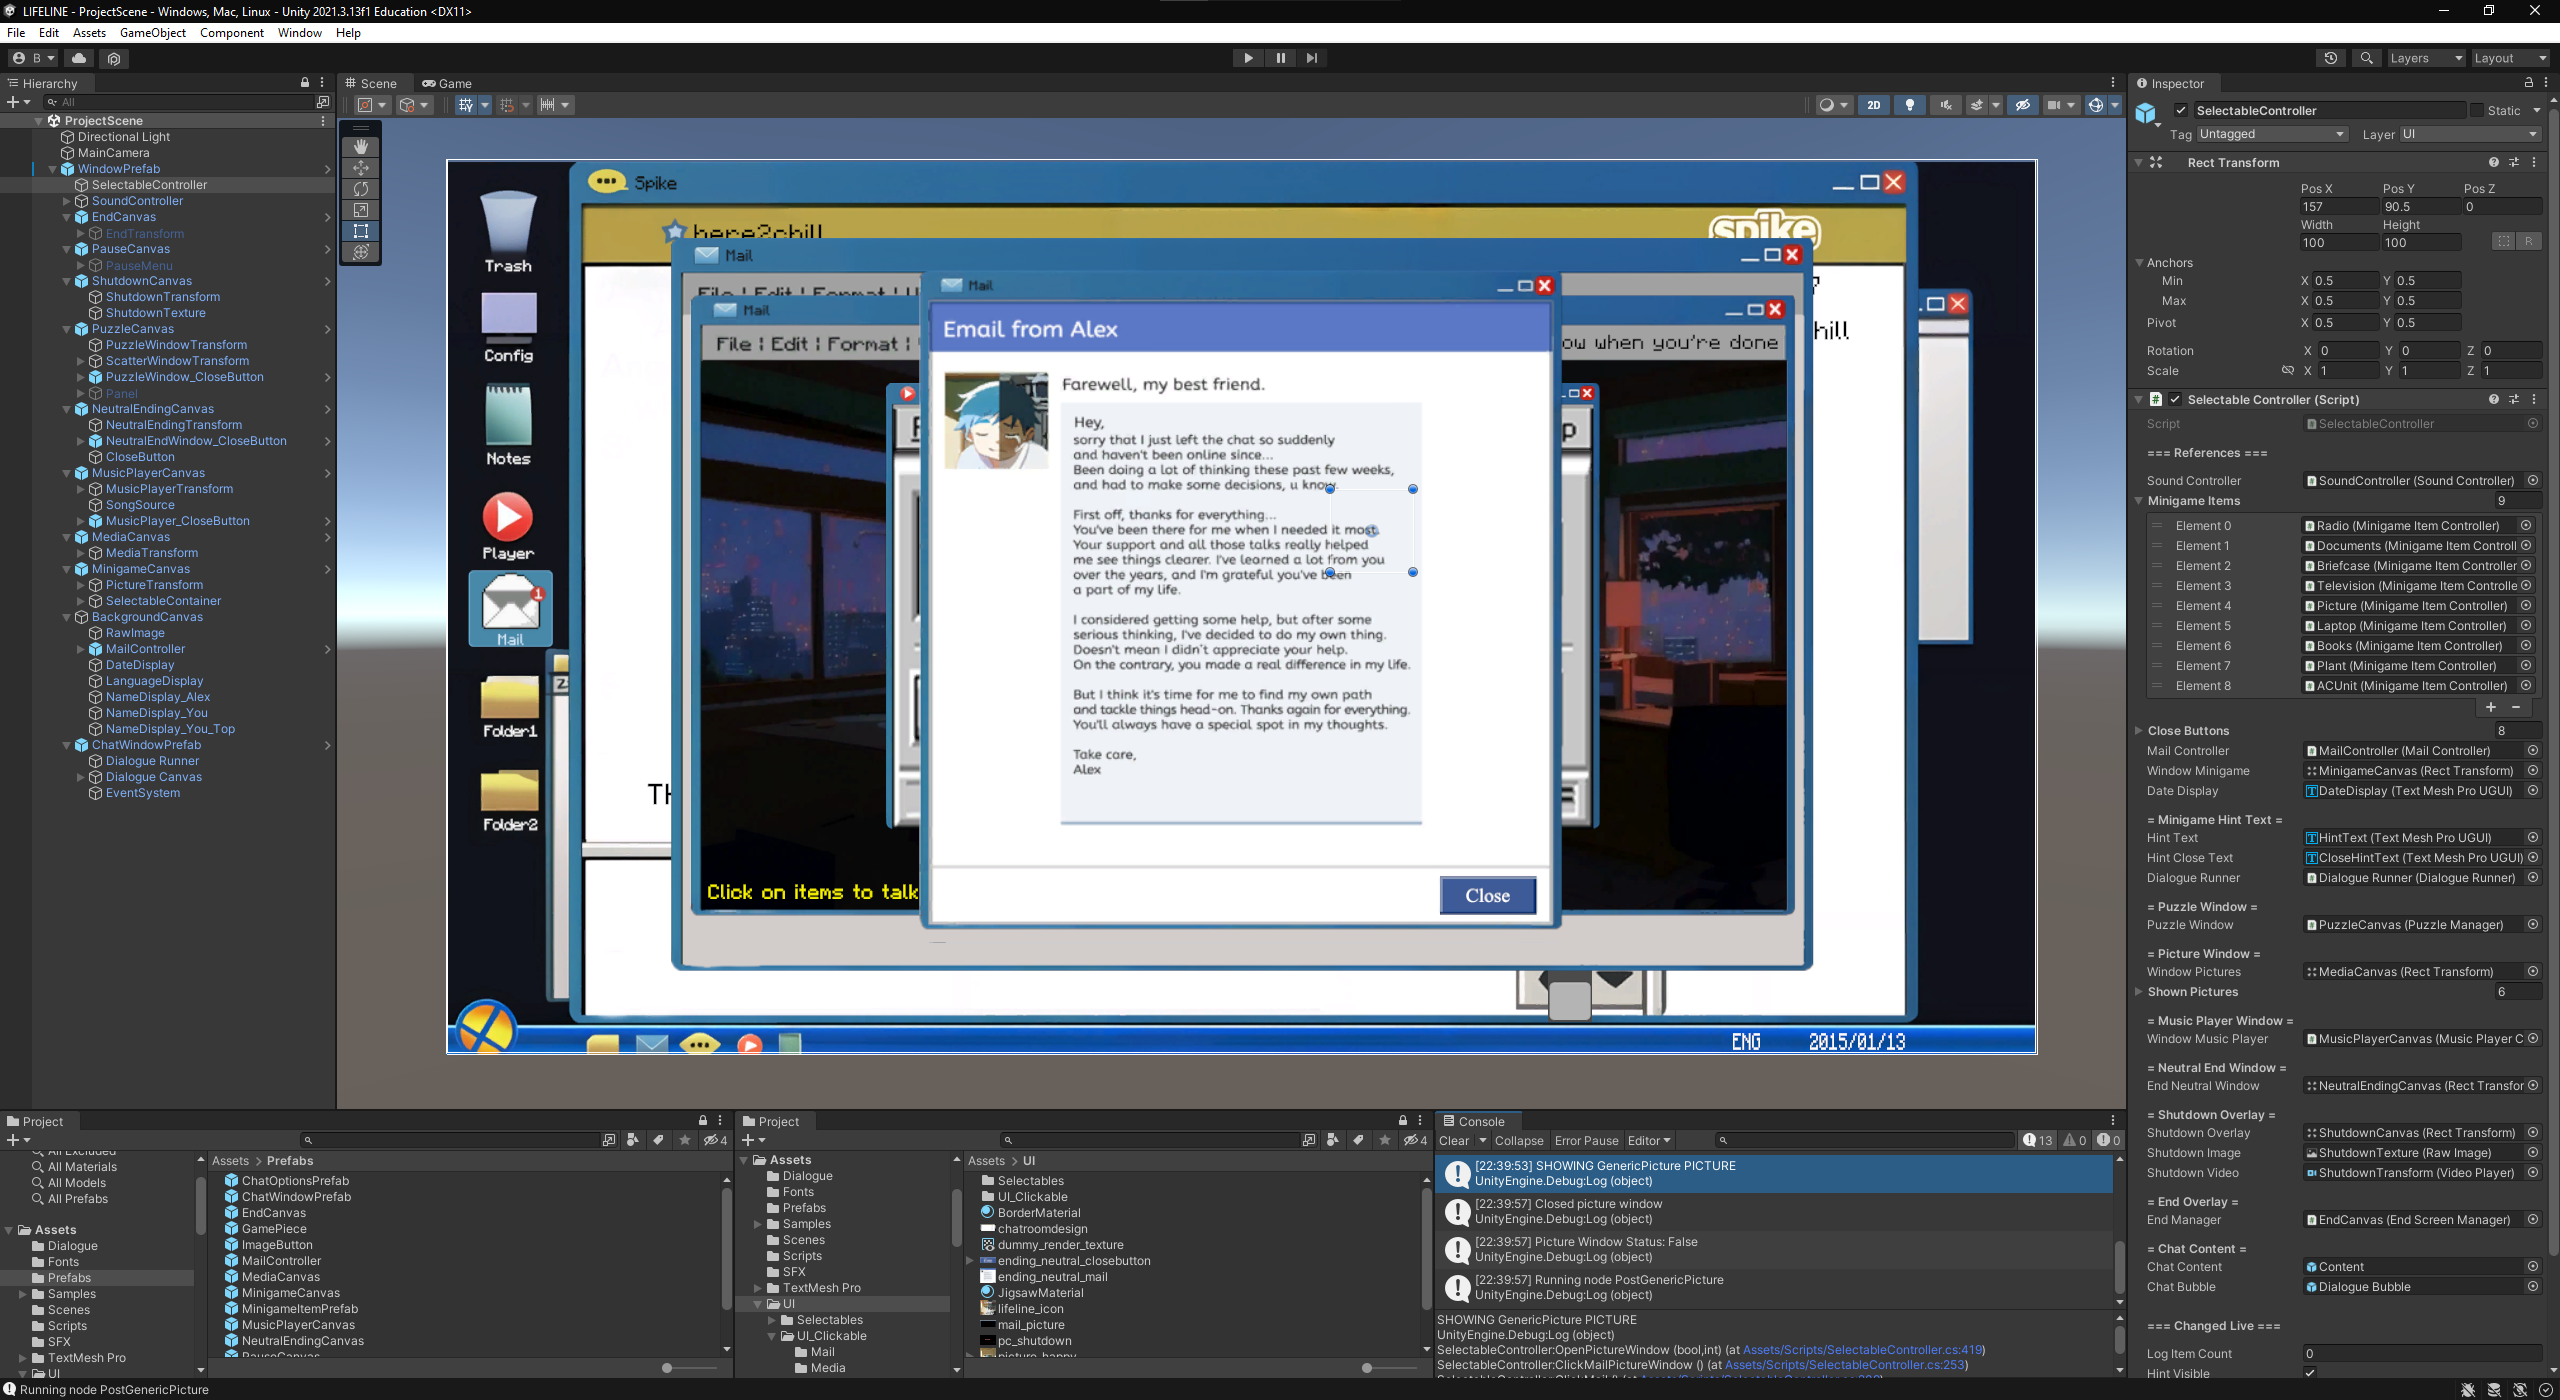 LIFELINE - ProjectScene - Windows, Mac, Linux - Unity 2021.3.13f1 Education <DX11>
File Edit Assets GameObject Component Window Help
B
Layers Layout
Hierarchy
All
ProjectScene
Directional Light
MainCamera
WindowPrefab
SelectableController
SoundController
EndCanvas
EndTransform
PauseCanvas
PauseMenu
ShutdownCanvas
ShutdownTransform
ShutdownTexture
PuzzleCanvas
PuzzleWindowTransform
ScatterWindowTransform
PuzzleWindow_CloseButton
Panel
NeutralEndingCanvas
NeutralEndingTransform
NeutralEndWindow_CloseButton
CloseButton
MusicPlayerCanvas
MusicPlayerTransform
SongSource
MusicPlayer_CloseButton
MediaCanvas
MediaTransform
MinigameCanvas
PictureTransform
SelectableContainer
BackgroundCanvas
RawImage
MailController
DateDisplay
LanguageDisplay
NameDisplay_Alex
NameDisplay_You
NameDisplay_You_Top
ChatWindowPrefab
Dialogue Runner
Dialogue Canvas
EventSystem
Scene Game
2D
Trash
Config
Notes
Player
1
Mail
Folder1
Folder2
Spike
here2chill
spike
Mail
File | Edit | Format |
Mail
File | Edit | Format |
ow when you're done
hill
Mail
Email from Alex
Farewell, my best friend.
Hey,
sorry that I just left the chat so suddenly
and haven't been online since...
Been doing a lot of thinking these past few weeks,
and had to make some decisions, u know.
First off, thanks for everything...
You've been there for me when I needed it most.
Your support and all those talks really helped
me see things clearer. I've learned a lot from you
over the years, and I'm grateful you've been
a part of my life.
I considered getting some help, but after some
serious thinking, I've decided to do my own thing.
Doesn't mean I didn't appreciate your help.
On the contrary, you made a real difference in my life.
But I think it's time for me to find my own path
and tackle things head-on. Thanks again for everything.
You'll always have a special spot in my thoughts.
Take care,
Alex
Close
Th
Click on items to talk
ENG 2015/01/13
Inspector
SelectableController
Static
Tag Untagged Layer UI
Rect Transform
Pos X Pos Y Pos Z
157 90.5 0
Width Height
100 100
R
Anchors
Min X 0.5 Y 0.5
Max X 0.5 Y 0.5
Pivot X 0.5 Y 0.5
Rotation X 0 Y 0 Z 0
Scale X 1 Y 1 Z 1
Selectable Controller (Script)
Script SelectableController
=== References ===
Sound Controller SoundController (Sound Controller)
Minigame Items 9
Element 0 Radio (Minigame Item Controller)
Element 1 Documents (Minigame Item Controll
Element 2 Briefcase (Minigame Item Controller
Element 3 Television (Minigame Item Controlle
Element 4 Picture (Minigame Item Controller)
Element 5 Laptop (Minigame Item Controller)
Element 6 Books (Minigame Item Controller)
Element 7 Plant (Minigame Item Controller)
Element 8 ACUnit (Minigame Item Controller)
Close Buttons 8
Mail Controller MailController (Mail Controller)
Window Minigame MinigameCanvas (Rect Transform)
Date Display DateDisplay (Text Mesh Pro UGUI)
= Minigame Hint Text =
Hint Text HintText (Text Mesh Pro UGUI)
Hint Close Text CloseHintText (Text Mesh Pro UGUI)
Dialogue Runner Dialogue Runner (Dialogue Runner)
= Puzzle Window =
Puzzle Window PuzzleCanvas (Puzzle Manager)
= Picture Window =
Window Pictures MediaCanvas (Rect Transform)
Shown Pictures 6
= Music Player Window =
Window Music Player MusicPlayerCanvas (Music Player C
= Neutral End Window =
End Neutral Window NeutralEndingCanvas (Rect Transfor
= Shutdown Overlay =
Shutdown Overlay ShutdownCanvas (Rect Transform)
Shutdown Image ShutdownTexture (Raw Image)
Shutdown Video ShutdownTransform (Video Player)
= End Overlay =
End Manager EndCanvas (End Screen Manager)
= Chat Content =
Chat Content Content
Chat Bubble Dialogue Bubble
=== Changed Live ===
Log Item Count 0
Hint Visible
Project
4
All Excluded
All Materials
All Models
All Prefabs
Assets
Dialogue
Fonts
Prefabs
Samples
Scenes
Scripts
SFX
TextMesh Pro
UI
Assets > Prefabs
ChatOptionsPrefab
ChatWindowPrefab
EndCanvas
GamePiece
ImageButton
MailController
MediaCanvas
MinigameCanvas
MinigameItemPrefab
MusicPlayerCanvas
NeutralEndingCanvas
PauseCanvas
Project
4
Assets
Dialogue
Fonts
Prefabs
Samples
Scenes
Scripts
SFX
TextMesh Pro
UI
Selectables
UI_Clickable
Mail
Media
Assets > UI
Selectables
UI_Clickable
BorderMaterial
chatroomdesign
dummy_render_texture
ending_neutral_closebutton
ending_neutral_mail
JigsawMaterial
lifeline_icon
mail_picture
pc_shutdown
picture_happy
Console
Clear Collapse Error Pause Editor 13 0 0
[22:39:53] SHOWING GenericPicture PICTURE
UnityEngine.Debug:Log (object)
[22:39:57] Closed picture window
UnityEngine.Debug:Log (object)
[22:39:57] Picture Window Status: False
UnityEngine.Debug:Log (object)
[22:39:57] Running node PostGenericPicture
UnityEngine.Debug:Log (object)
SHOWING GenericPicture PICTURE
UnityEngine.Debug:Log (object)
SelectableController:OpenPictureWindow (bool,int) (at Assets/Scripts/SelectableController.cs:419)
SelectableController:ClickMailPictureWindow () (at Assets/Scripts/SelectableController.cs:253)
Running node PostGenericPicture